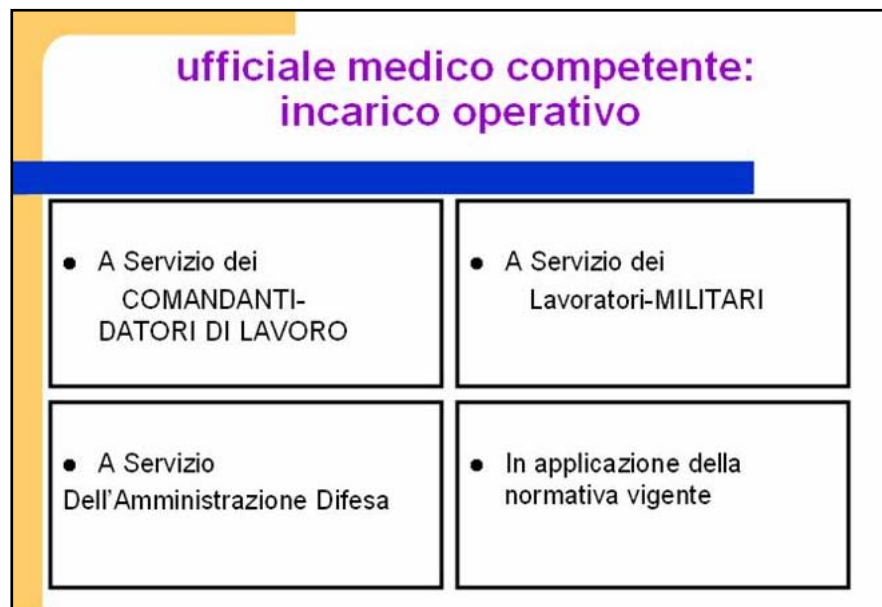 ufficiale medico competente:
incarico operativo
● A Servizio dei
COMANDANTI-
DATORI DI LAVORO
● A Servizio dei
Lavoratori-MILITARI
● A Servizio
Dell'Amministrazione Difesa
● In applicazione della
normativa vigente